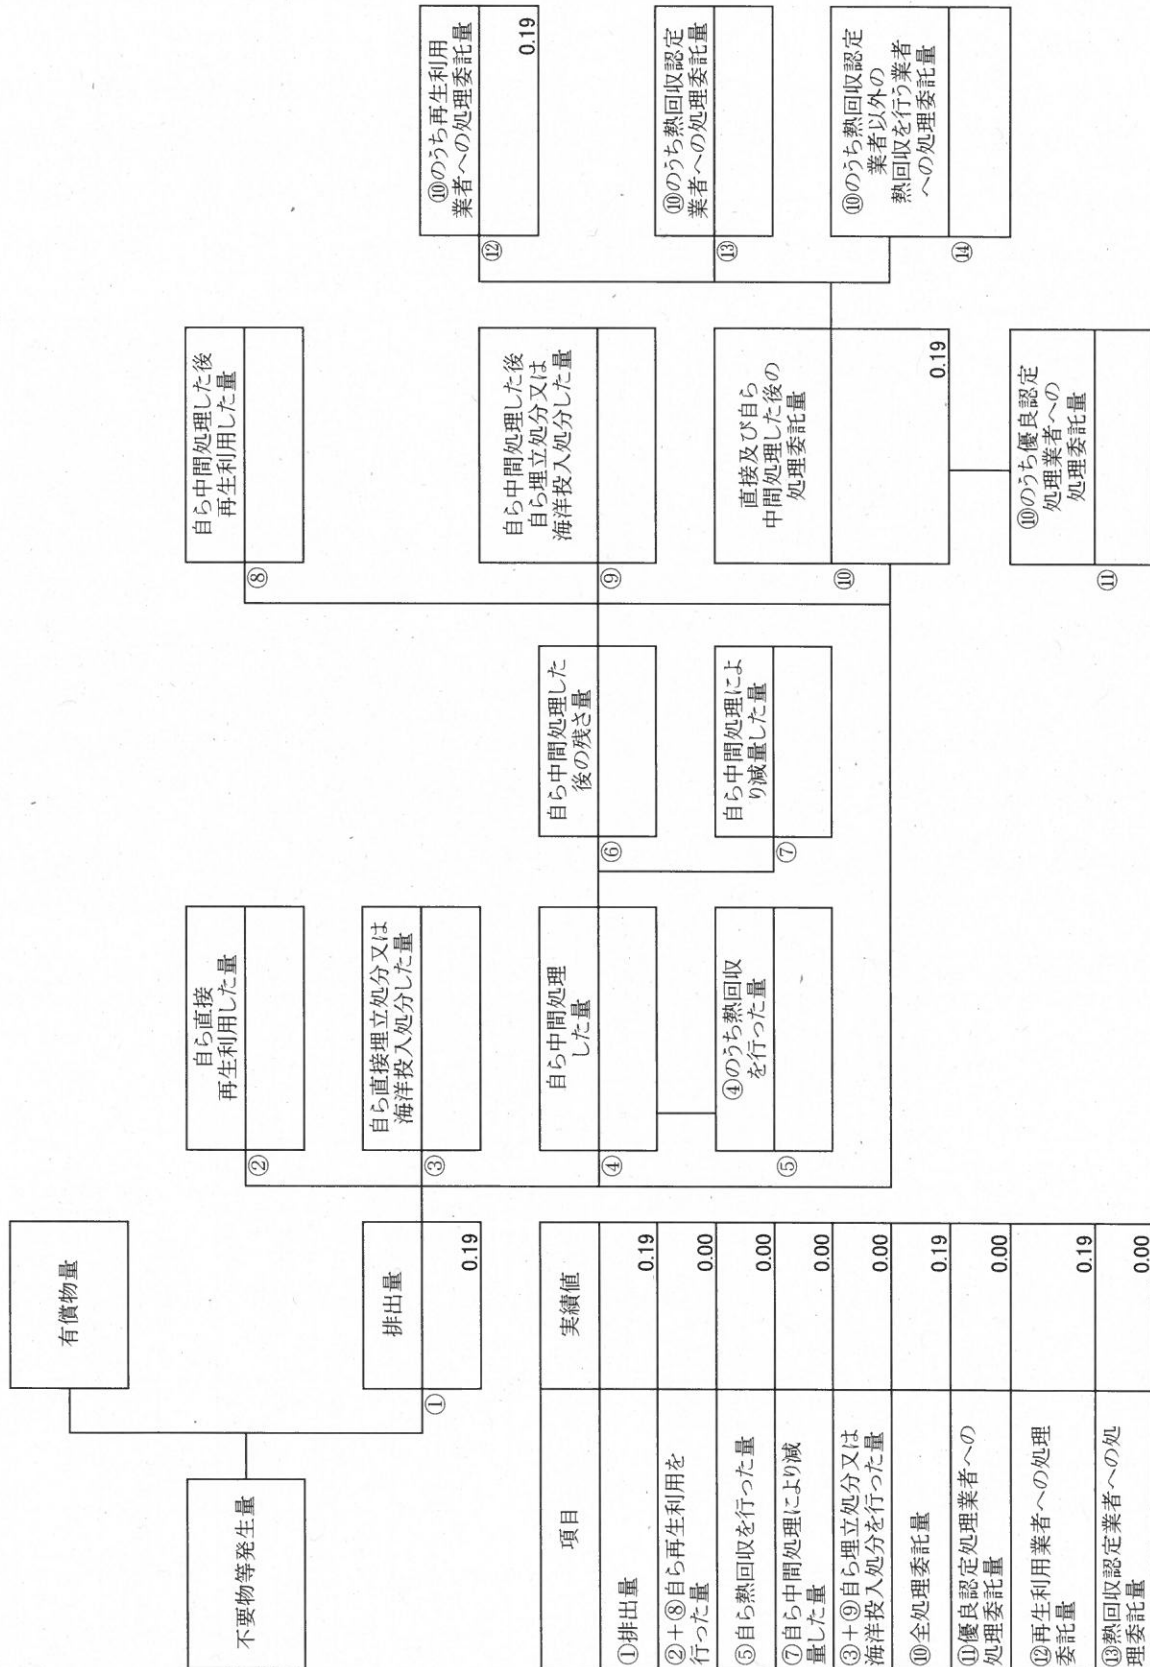 不要物等発生量
有償物量
①
排出量
0.19
②
自ら直接
再生利用した量
③
自ら直接埋立処分又は
海洋投入処分した量
④
自ら中間処理
した量
⑤
④のうち熱回収
を行った量
⑥
自ら中間処理した
後の残さ量
⑦
自ら中間処理によ
り減量した量
⑧
自ら中間処理した後
再生利用した量
⑨
自ら中間処理した後
自ら埋立処分又は
海洋投入処分した量
⑩
直接及び自ら
中間処理した後の
処理委託量
0.19
⑪
⑩のうち優良認定
処理業者への
処理委託量
⑫
⑩のうち再生利用
業者への処理委託量
0.19
⑬
⑩のうち熱回収認定
業者への処理委託量
⑭
⑩のうち熱回収認定
業者以外の
熱回収を行う業者
への処理委託量
項目
実績値
①排出量
0.19
②+⑧自ら再生利用を
行った量
0.00
⑤自ら熱回収を行った量
0.00
⑦自ら中間処理により減
量した量
0.00
③+⑨自ら埋立処分又は
海洋投入処分を行った量
0.00
⑩全処理委託量
0.19
⑪優良認定処理業者への
処理委託量
0.00
⑫再生利用業者への処理
委託量
0.19
⑬熱回収認定業者への処
理委託量
0.00